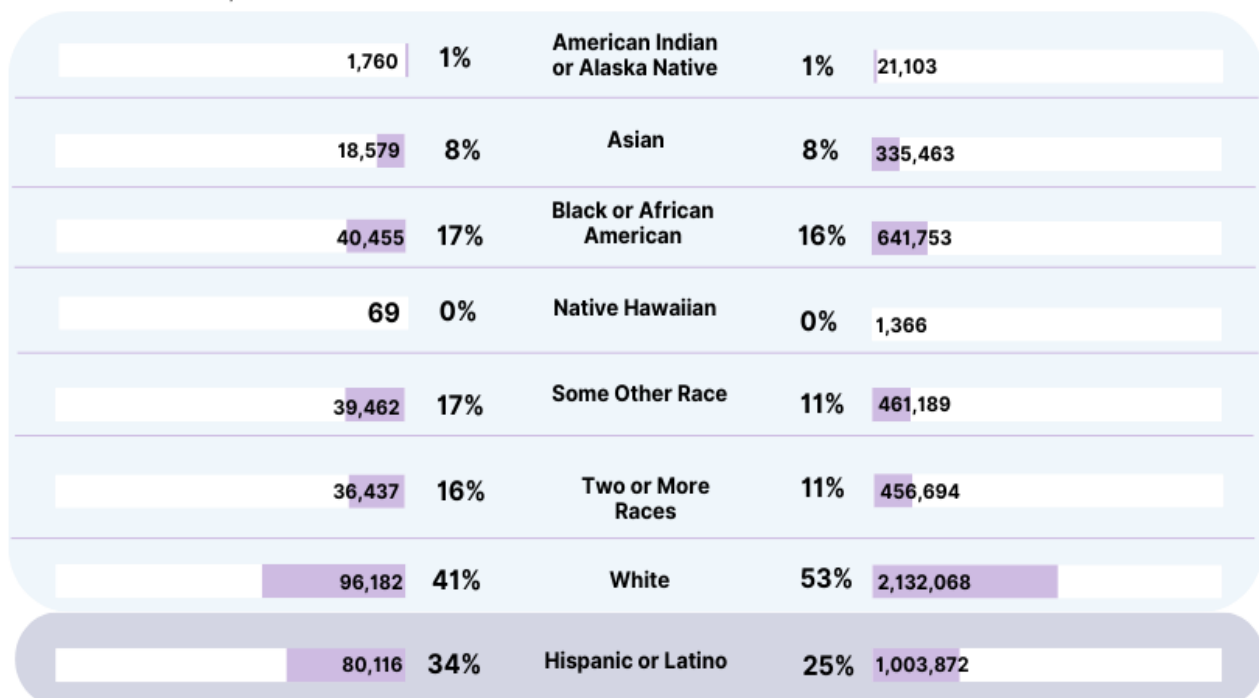 1,760 1% American Indian
or Alaska Native 1% 21,103
18,579 8% Asian 8% 335,463
40,455 17% Black or African
American 16% 641,753
69 0% Native Hawaiian 0% 1,366
39,462 17% Some Other Race 11% 461,189
36,437 16% Two or More
Races 11% 456,694
96,182 41% White 53% 2,132,068
80,116 34% Hispanic or Latino 25% 1,003,872